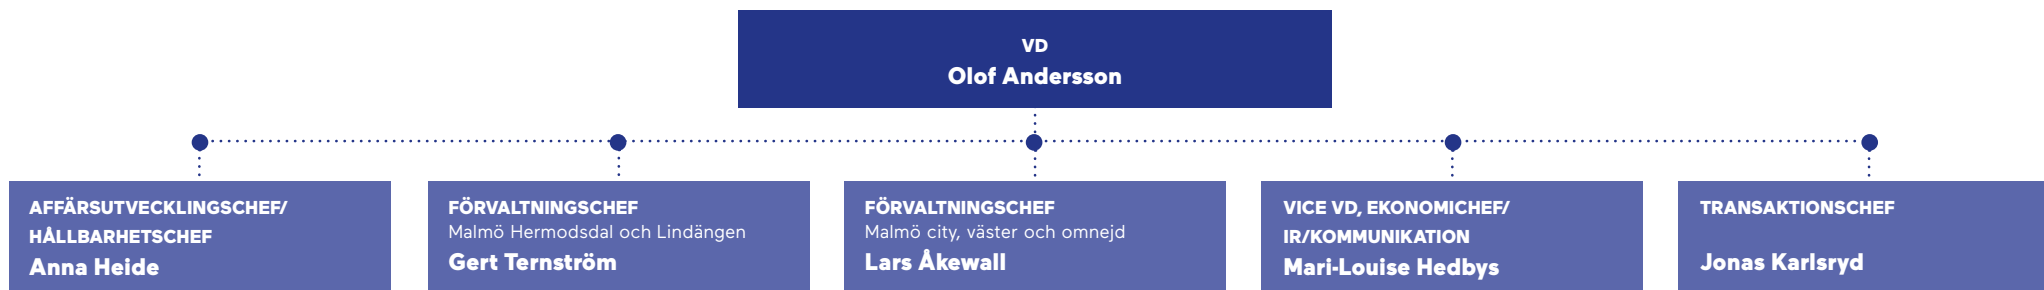 VD
Olof Andersson
AFFÄRSUTVECKLINGSCHEF/
HÅLLBARHETSCHEF
Anna Heide
FÖRVALTNINGSCHEF
Malmö Hermodsdal och Lindängen
Gert Ternström
FÖRVALTNINGSCHEF
Malmö city, väster och omnejd
Lars Åkewall
VICE VD, EKONOMICHEF/
IR/KOMMUNIKATION
Mari-Louise Hedbys
TRANSAKTIONSCHEF
Jonas Karlsryd